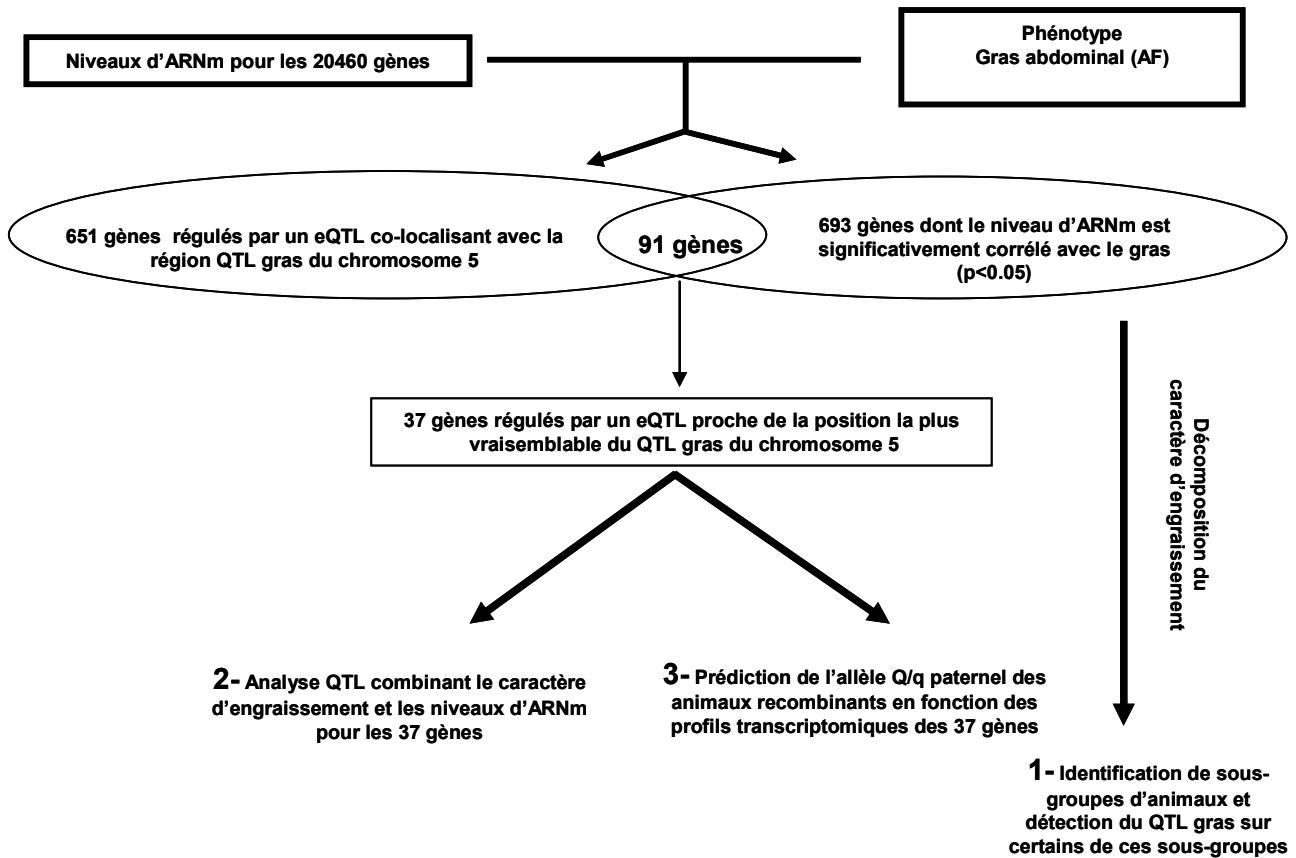 Niveaux d'ARNm pour les 20460 gènes
Phénotype
Gras abdominal (AF)
651 gènes régulés par un eQTL co-localisant avec la
région QTL gras du chromosome 5
91 gènes
693 gènes dont le niveau d'ARNm est
significativement corrélé avec le gras
(p<0.05)
37 gènes régulés par un eQTL proche de la position la plus
vraisemblable du QTL gras du chromosome 5
Décomposition du
caractère d'engraissement
2- Analyse QTL combinant le caractère
d'engraissement et les niveaux d'ARNm
pour les 37 gènes
3- Prédiction de l'allèle Q/q paternel des
animaux recombinants en fonction des
profils transcriptomiques des 37 gènes
1- Identification de sous-
groupes d'animaux et
détection du QTL gras sur
certains de ces sous-groupes